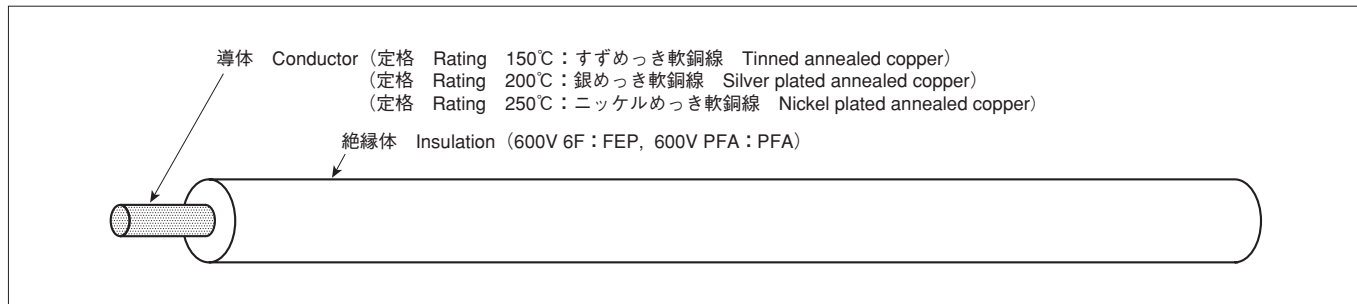 導体 Conductor（定格 Rating 150℃：すずめっき軟銅線 Tinned annealed copper）
（定格 Rating 200℃：銀めっき軟銅線 Silver plated annealed copper）
（定格 Rating 250℃：ニッケルめっき軟銅線 Nickel plated annealed copper）
絶縁体 Insulation（600V 6F：FEP, 600V PFA：PFA）